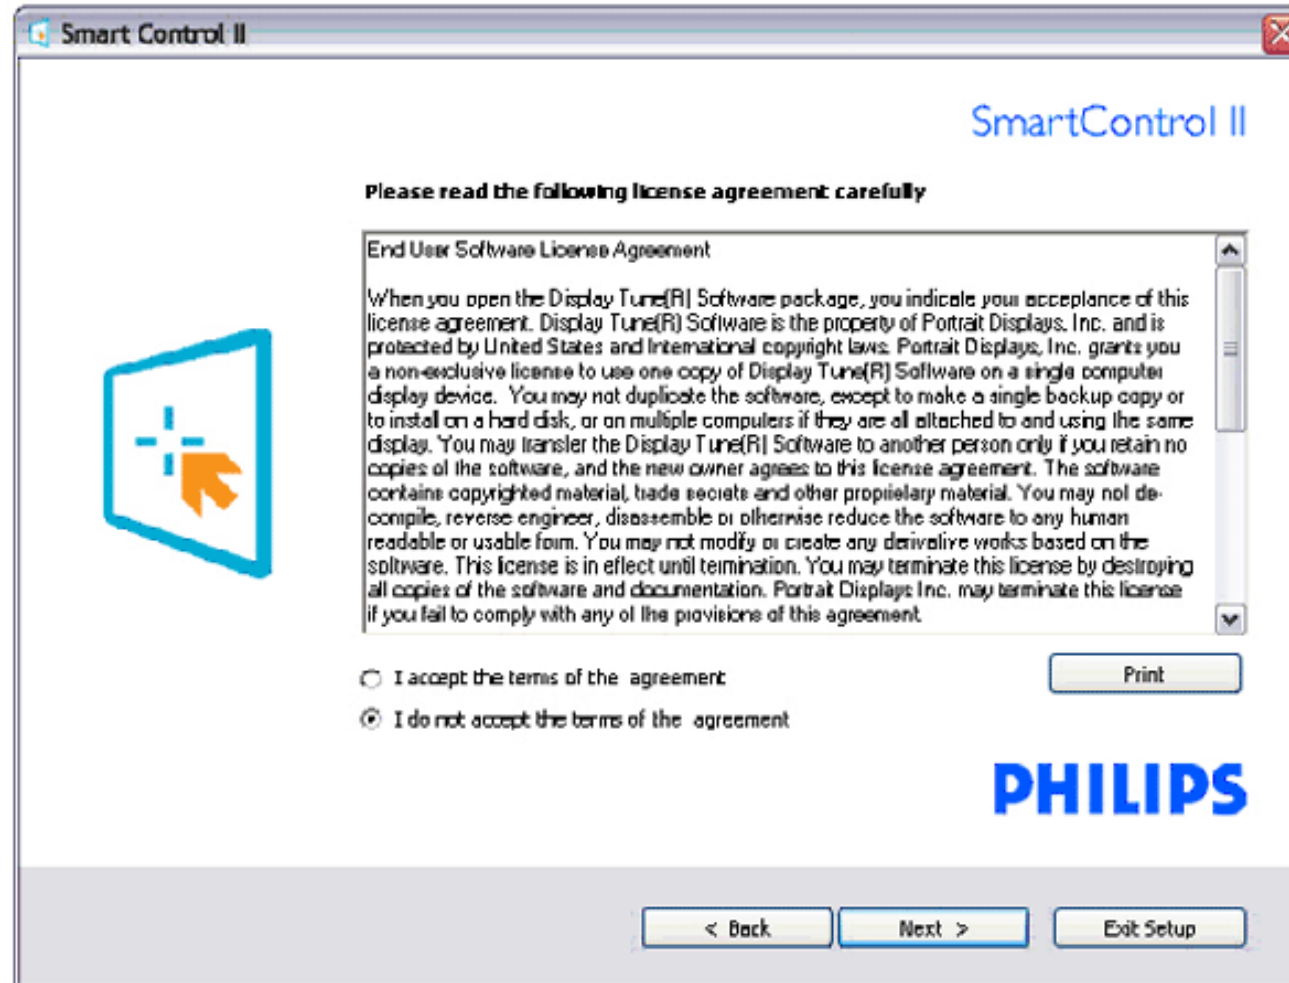 Smart Control II
SmartControl II
Please read the following license agreement carefully
End User Software License Agreement
When you open the Display Tune(R) Software package, you indicate your acceptance of this
license agreement. Display Tune(R) Software is the property of Portrait Displays, Inc. and is
protected by United States and International copyright laws. Portrait Displays, Inc. grants you
a non-exclusive license to use one copy of Display Tune(R) Software on a single computer
display device.  You may not duplicate the software, except to make a single backup copy or
to install on a hard disk, or on multiple computers if they are all attached to and using the same
display. You may transfer the Display Tune(R) Software to another person only if you retain no
copies of the software, and the new owner agrees to this license agreement. The software
contains copyrighted material, trade secrets and other proprietary material. You may not de-
compile, reverse engineer, disassemble or otherwise reduce the software to any human
readable or usable form. You may not modify or create any derivative works based on the
software. This license is in effect until termination. You may terminate this license by destroying
all copies of the software and documentation. Portrait Displays Inc. may terminate this license
if you fail to comply with any of the provisions of this agreement.
I accept the terms of the agreement
Print
I do not accept the terms of the agreement
PHILIPS
< Back
Next >
Exit Setup